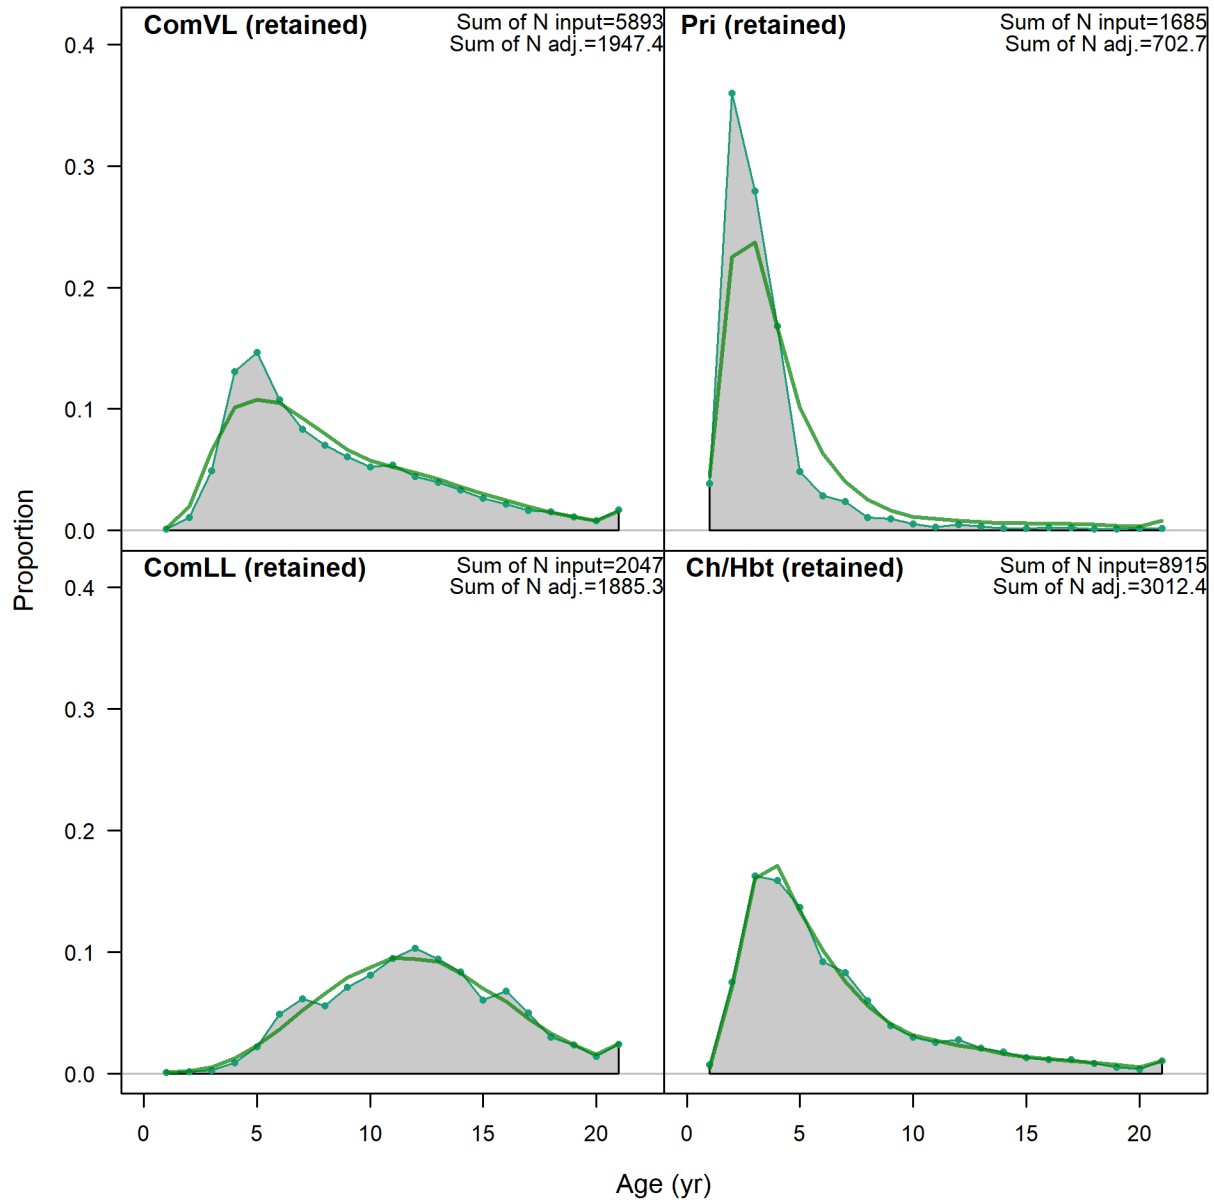 ComVL (retained)
Sum of N input=5893
Sum of N adj.=1947.4
Pri (retained)
Sum of N input=1685
Sum of N adj.=702.7
0.4
0.3
0.2
0.1
0.0
ComLL (retained)
Sum of N input=2047
Sum of N adj.=1885.3
Ch/Hbt (retained)
Sum of N input=8915
Sum of N adj.=3012.4
0.4
0.3
0.2
0.1
0.0
Proportion
0 5 10 15 20
0 5 10 15 20
Age (yr)